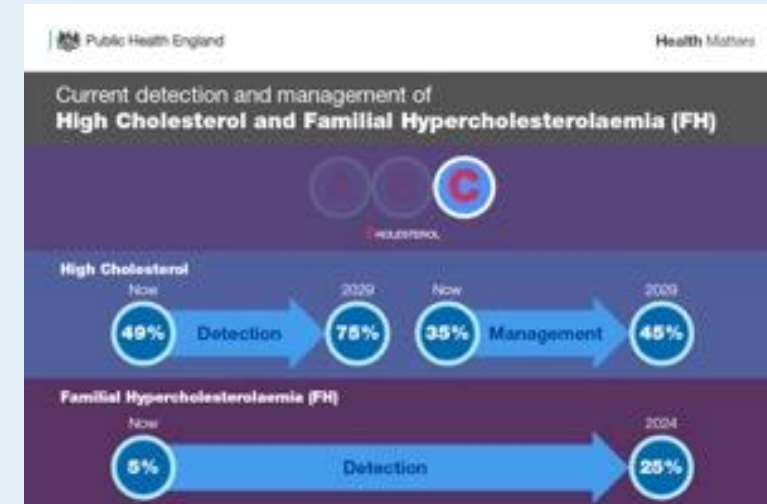 Public Health England
Health Matters
Current detection and management of
High Cholesterol and Familial Hypercholesterolaemia (FH)
A B C
CHOLESTEROL
High Cholesterol
Now 2029 Now 2029
49% Detection 75% 35% Management 45%
Familial Hypercholesterolaemia (FH)
Now 2024
5% Detection 25%